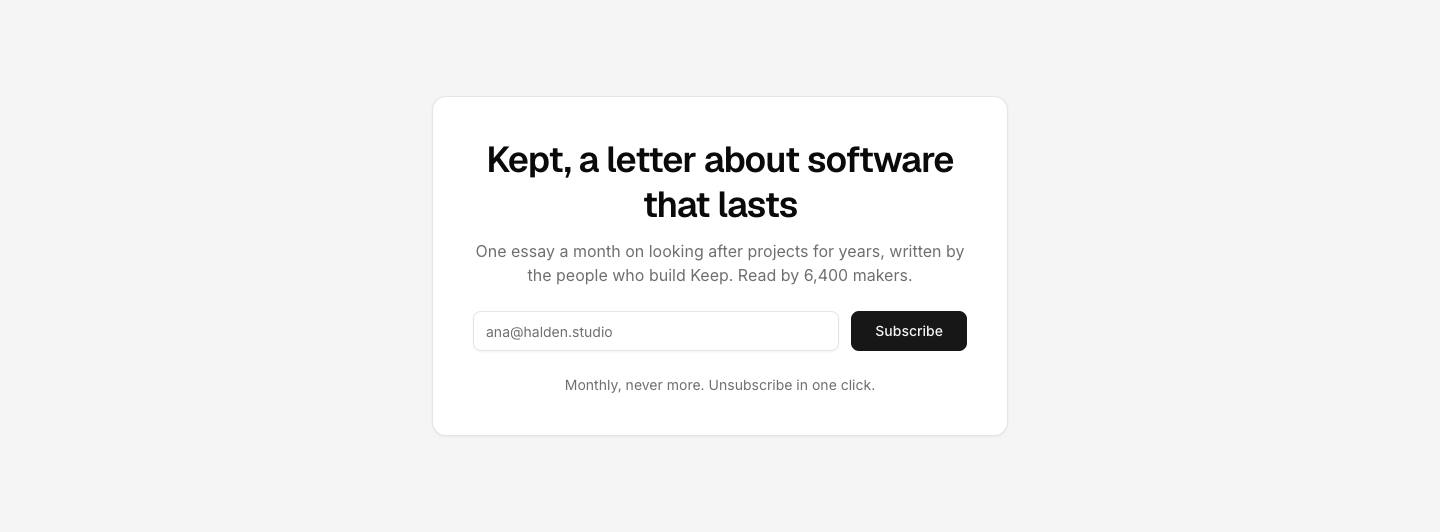 Kept, a letter about software
that lasts
One essay a month on looking after projects for years, written by
the people who build Keep. Read by 6,400 makers.
ana@halden.studio
Subscribe
Monthly, never more. Unsubscribe in one click.